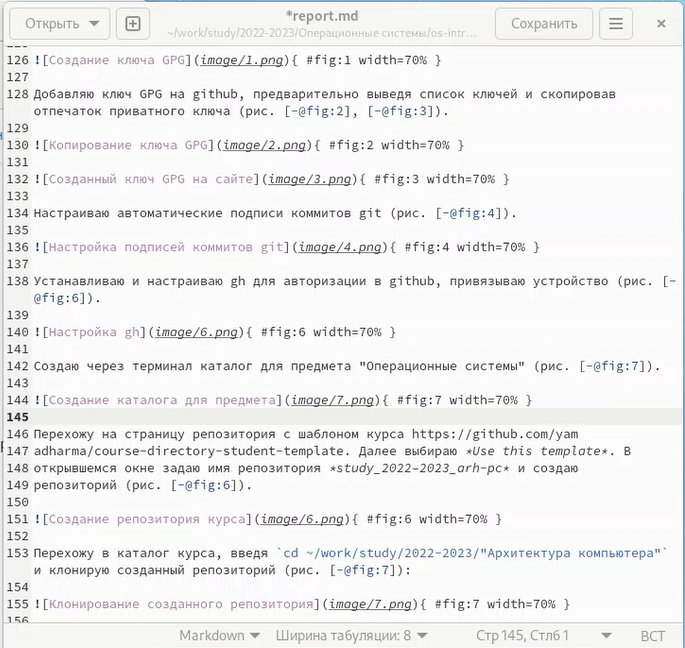 Открыть
*report.md
~/work/study/2022-2023/Операционные системы/os-intr...
Сохранить
126 ![Создание ключа GPG](image/1.png){ #fig:1 width=70% }
127
128 Добавляю ключ GPG на github, предварительно выведя список ключей и скопировав
отпечаток приватного ключа (рис. [-@fig:2], [-@fig:3]).
129
130 ![Копирование ключа GPG](image/2.png){ #fig:2 width=70% }
131
132 ![Созданный ключ GPG на сайте](image/3.png){ #fig:3 width=70% }
133
134 Настраиваю автоматические подписи коммитов git (рис. [-@fig:4]).
135
136 ![Настройка подписей коммитов git](image/4.png){ #fig:4 width=70% }
137
138 Устанавливаю и настраиваю gh для авторизации в github, привязываю устройство (рис. [-
@fig:6]).
139
140 ![Настройка gh](image/6.png){ #fig:6 width=70% }
141
142 Создаю через терминал каталог для предмета "Операционные системы" (рис. [-@fig:7]).
143
144 ![Создание каталога для предмета](image/7.png){ #fig:7 width=70% }
145
146 Перехожу на страницу репозитория с шаблоном курса https://github.com/yam
147 adharma/course-directory-student-template. Далее выбираю *Use this template*. В
148 открывшемся окне задаю имя репозитория *study_2022–2023_arh-pc* и создаю
149 репозиторий (рис. [-@fig:6]).
150
151 ![Создание репозитория курса](image/6.png){ #fig:6 width=70% }
152
153 Перехожу в каталог курса, введя `cd ~/work/study/2022-2023/"Архитектура компьютера"`
и клонирую созданный репозиторий (рис. [-@fig:7]):
154
155 ![Клонирование созданного репозитория](image/7.png){ #fig:7 width=70% }
156
Markdown
Ширина табуляции: 8
Стр 145, Стлб 1
ВСТ